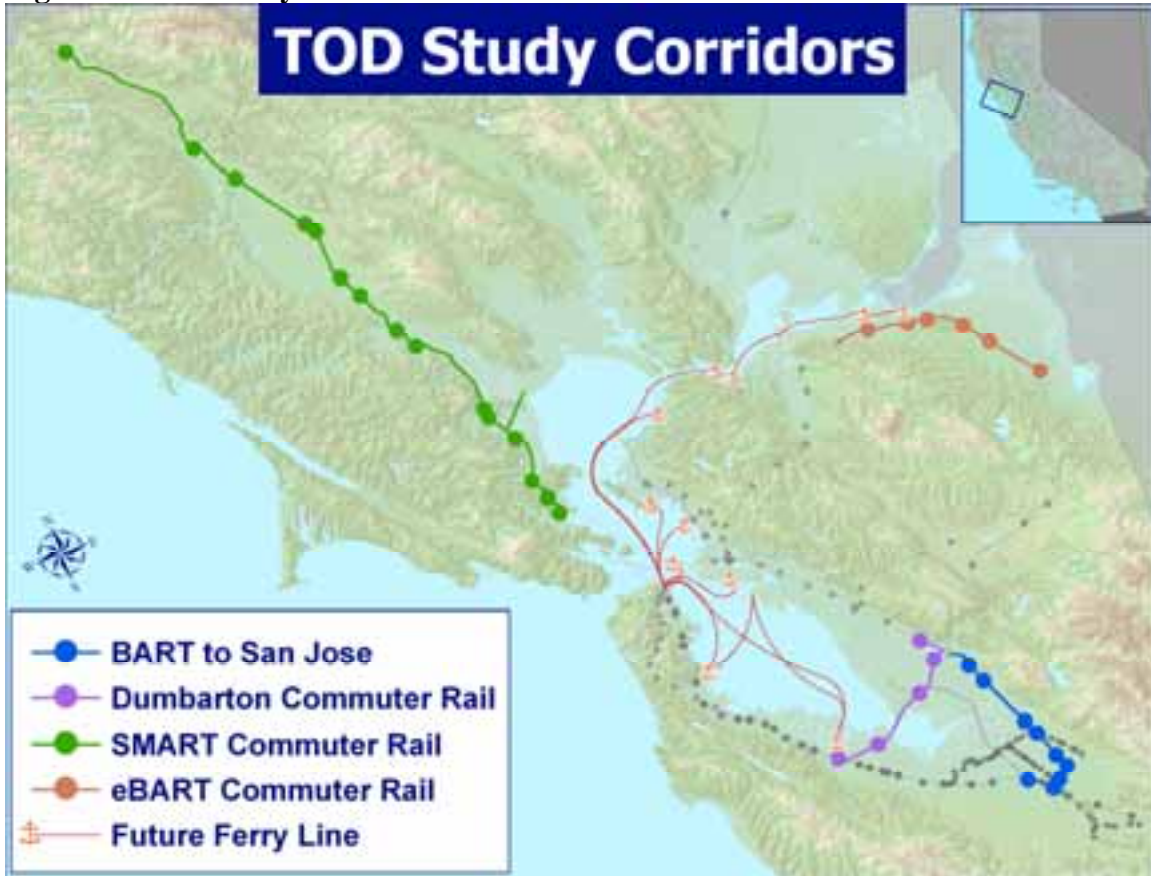 TOD Study Corridors
BART to San Jose
Dumbarton Commuter Rail
SMART Commuter Rail
eBART Commuter Rail
Future Ferry Line